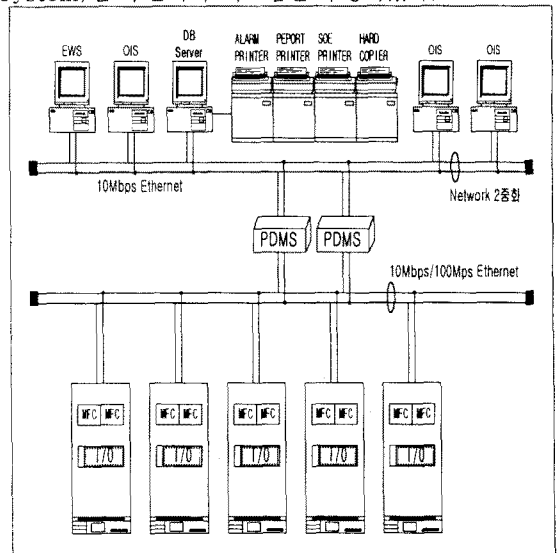 EWS
OIS
DB
Server
ALARM
PRINTER
PEPORT
PRINTER
SOE
PRINTER
HARD
COPIER
OIS
OIS
10Mbps Ethernet
Network 2중화
PDMS
PDMS
10Mbps/100Mps Ethernet
MFC MFC
MFC MFC
MFC MFC
MFC MFC
MFC MFC
I/O
I/O
I/O
I/O
I/O